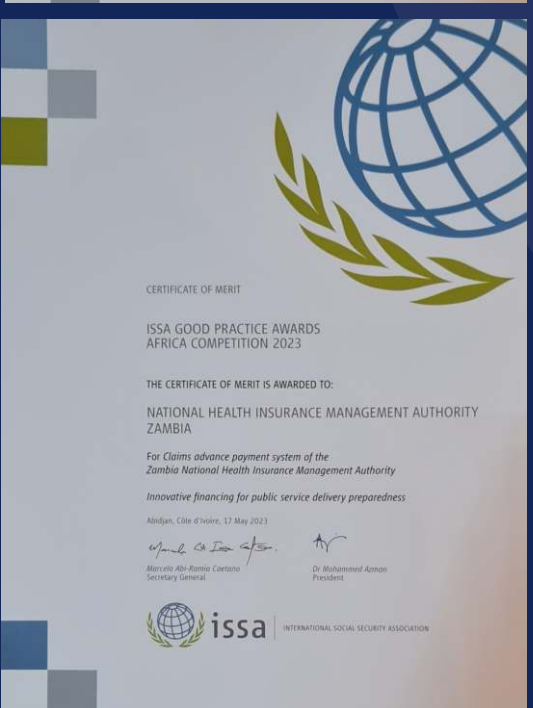 CERTIFICATE OF MERIT
ISSA GOOD PRACTICE AWARDS
AFRICA COMPETITION 2023
THE CERTIFICATE OF MERIT IS AWARDED TO:
NATIONAL HEALTH INSURANCE MANAGEMENT AUTHORITY
ZAMBIA
For Claims advance payment system of the
Zambia National Health Insurance Management Authority
Innovative financing for public service delivery preparedness
Abidjan, Côte d'Ivoire, 17 May 2023
Marcelo Abi-Ramia Caetano
Secretary General
Dr Mohammed Azman
President
issa
INTERNATIONAL SOCIAL SECURITY ASSOCIATION